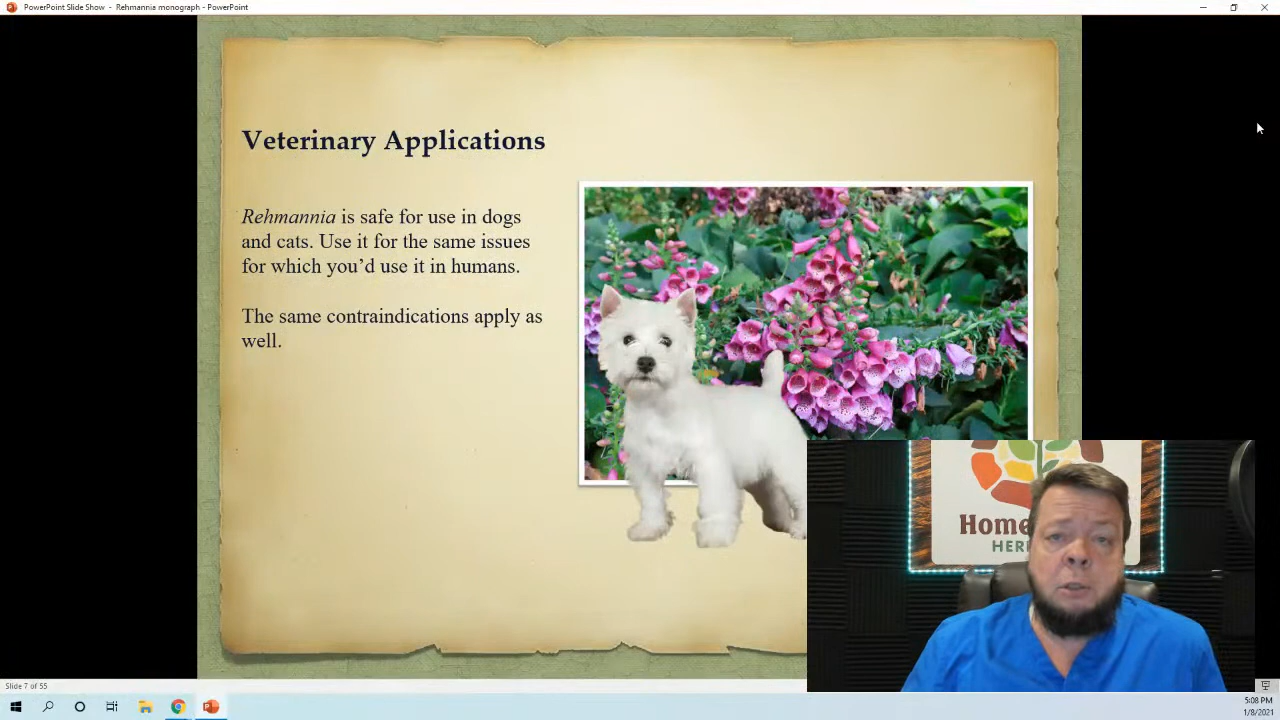 PowerPoint Slide Show - Rehmannia monograph - PowerPoint
Veterinary Applications
Rehmannia is safe for use in dogs
and cats. Use it for the same issues
for which you’d use it in humans.
The same contraindications apply as
well.
Home
HER
Slide 7 of 55
5:08 PM
1/8/2021